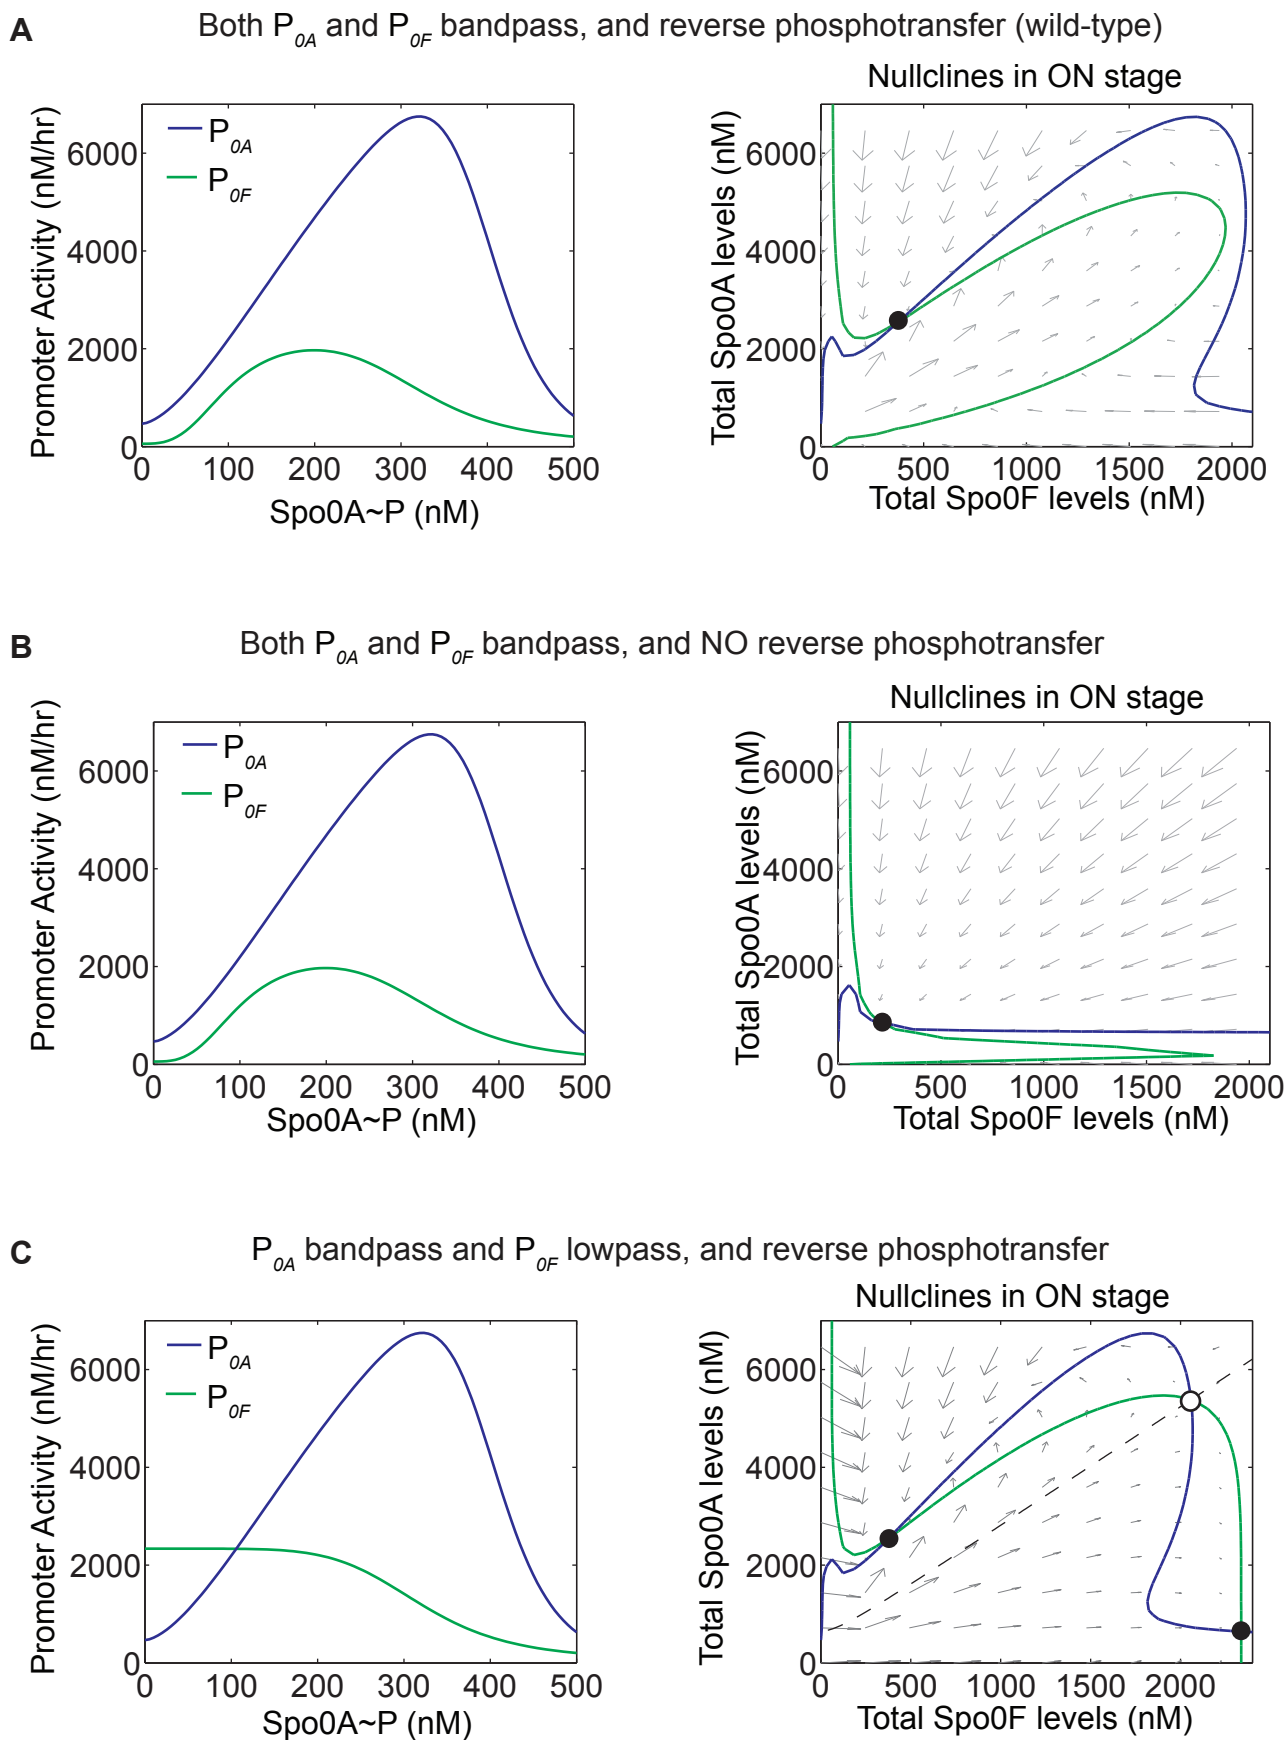 A
Both P0A and P0F bandpass, and reverse phosphotransfer (wild-type)
Nullclines in ON stage
Promoter Activity (nM/hr)
6000
4000
2000
0
P0A
P0F
0 100 200 300 400 500
Spo0A~P (nM)
Total Spo0A levels (nM)
6000
4000
2000
0
0 500 1000 1500 2000
Total Spo0F levels (nM)
B
Both P0A and P0F bandpass, and NO reverse phosphotransfer
Nullclines in ON stage
Promoter Activity (nM/hr)
6000
4000
2000
0
P0A
P0F
0 100 200 300 400 500
Spo0A~P (nM)
Total Spo0A levels (nM)
6000
4000
2000
0
0 500 1000 1500 2000
Total Spo0F levels (nM)
C
P0A bandpass and P0F lowpass, and reverse phosphotransfer
Nullclines in ON stage
Promoter Activity (nM/hr)
6000
4000
2000
0
P0A
P0F
0 100 200 300 400 500
Spo0A~P (nM)
Total Spo0A levels (nM)
6000
4000
2000
0
0 500 1000 1500 2000
Total Spo0F levels (nM)